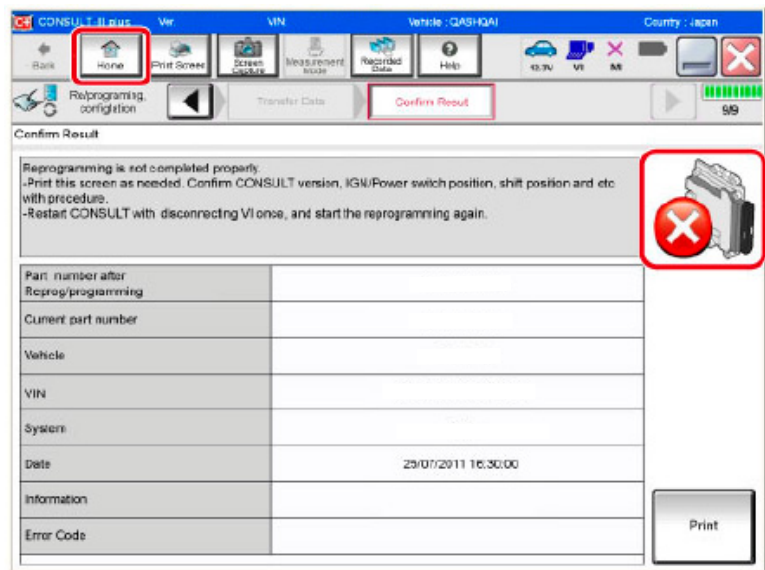 CONSULT-III plus Ver. VIN: Vehicle : QASHQAI Country : Japan
Back
Home
Print Screen
Screen Capture
Measurement Mode
Recorded Data
Help
12.3V
VI
MI
Re/programing,
configlation
Transfer Data
Confirm Result
9/9
Confirm Result
Reprogramming is not completed properly.
-Print this screen as needed. Confirm CONSULT version, IGN/Power switch position, shift position and etc
with procedure.
-Restart CONSULT with disconnecting VI once, and start the reprogramming again.
Part number after
Reprog/programming
Current part number
Vehicle
VIN
System
Date 25/07/2011 16:30:00
Information
Error Code
Print